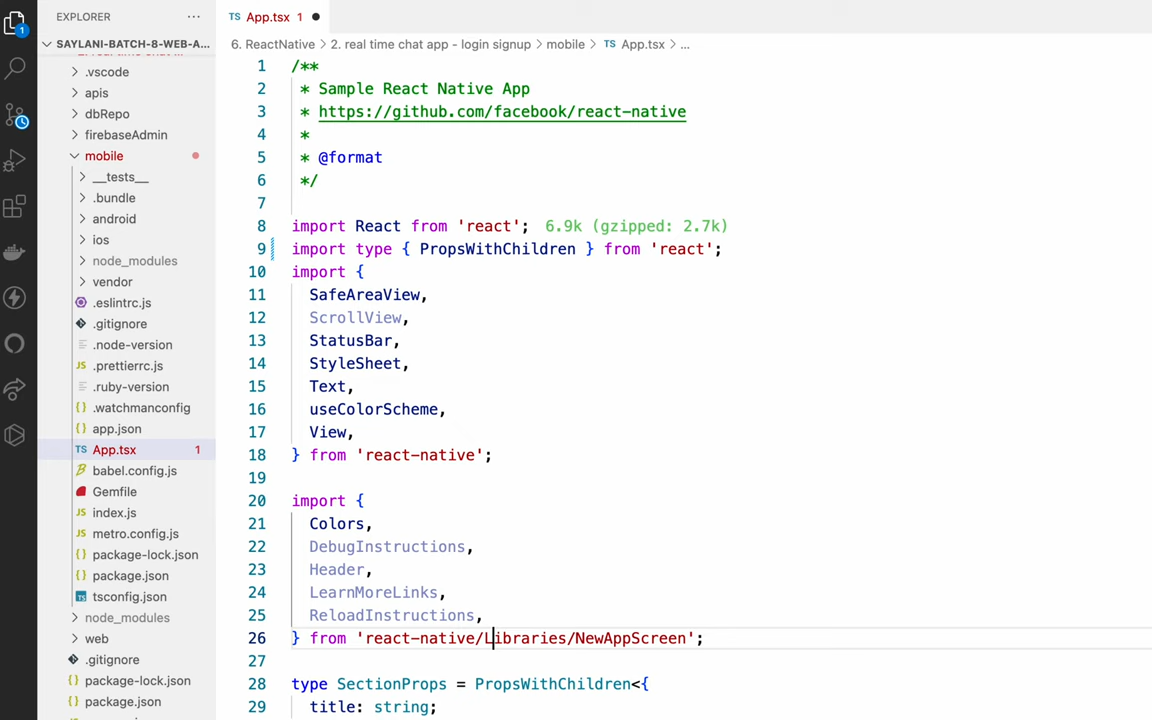 EXPLORER
SAYLANI-BATCH-8-WEB-A...
.vscode
apis
dbRepo
firebaseAdmin
mobile
__tests__
.bundle
android
ios
node_modules
vendor
.eslintrc.js
.gitignore
.node-version
.prettierrc.js
.ruby-version
.watchmanconfig
app.json
App.tsx 1
babel.config.js
Gemfile
index.js
metro.config.js
package-lock.json
package.json
tsconfig.json
node_modules
web
.gitignore
package-lock.json
package.json
1
TS App.tsx 1
6. ReactNative > 2. real time chat app - login signup > mobile > TS App.tsx > ...
1 /**
2  * Sample React Native App
3  * https://github.com/facebook/react-native
4  *
5  * @format
6  */
7
8 import React from 'react'; 6.9k (gzipped: 2.7k)
9 import type { PropsWithChildren } from 'react';
10 import {
11   SafeAreaView,
12   ScrollView,
13   StatusBar,
14   StyleSheet,
15   Text,
16   useColorScheme,
17   View,
18 } from 'react-native';
19
20 import {
21   Colors,
22   DebugInstructions,
23   Header,
24   LearnMoreLinks,
25   ReloadInstructions,
26 } from 'react-native/Libraries/NewAppScreen';
27
28 type SectionProps = PropsWithChildren<{
29   title: string;